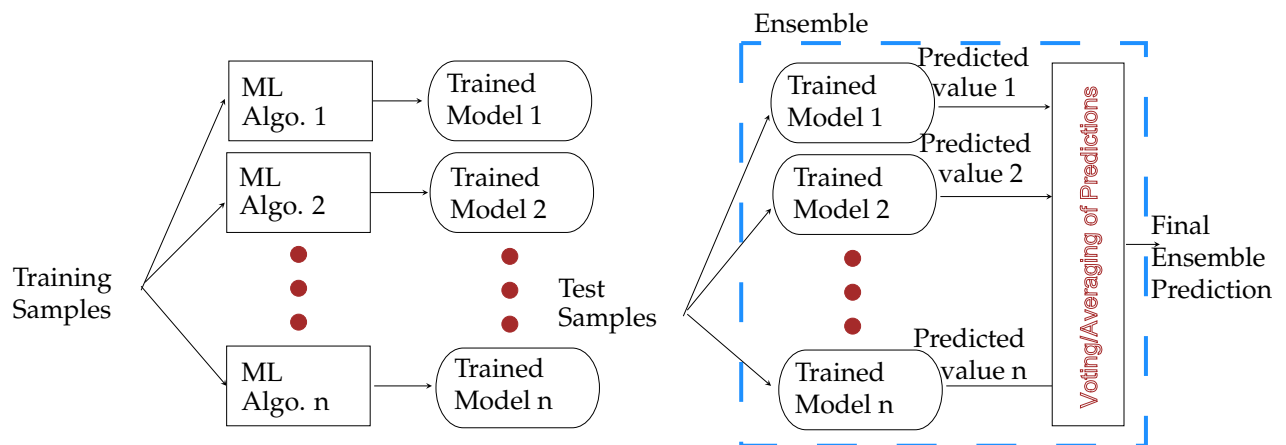 Training
Samples
ML
Algo. 1
Trained
Model 1
ML
Algo. 2
Trained
Model 2
ML
Algo. n
Trained
Model n
Test
Samples
Ensemble
Trained
Model 1
Predicted
value 1
Trained
Model 2
Predicted
value 2
Trained
Model n
Predicted
value n
Voting/Averaging of Predictions
Final
Ensemble
Prediction